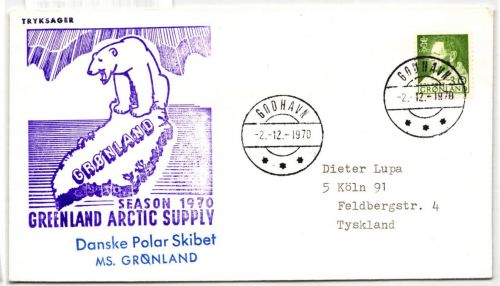 TRYKSAGER
GRØNLAND
SEASON 1970
GREENLAND ARCTIC SUPPLY
Danske Polar Skibet
MS. GRØNLAND
GODHAVN
-2.-12.-1970
GODHAVN
-2.-12.-1970
GRØNLAND
Dieter Lupa
5 Köln 91
Feldbergstr. 4
Tyskland